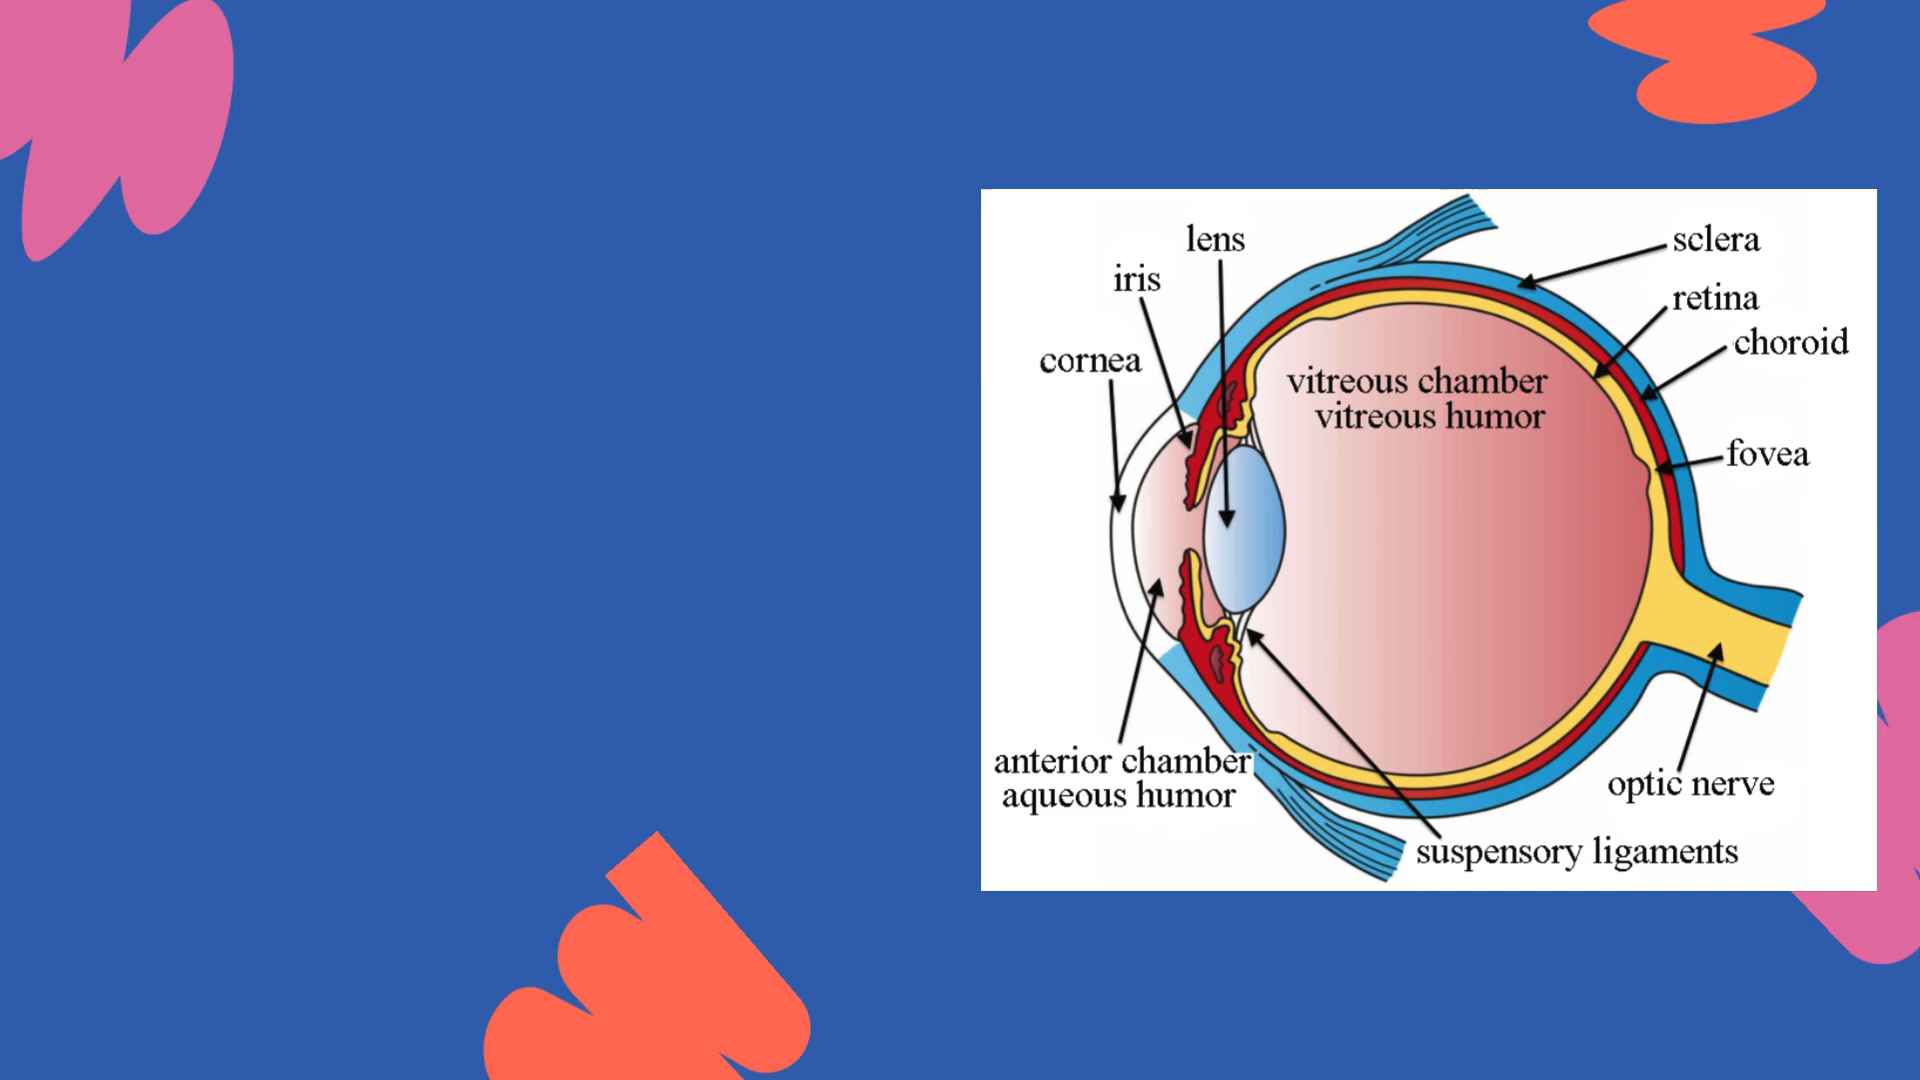 lens
iris
cornea
sclera
retina
choroid
vitreous chamber
vitreous humor
fovea
anterior chamber
aqueous humor
optic nerve
suspensory ligaments